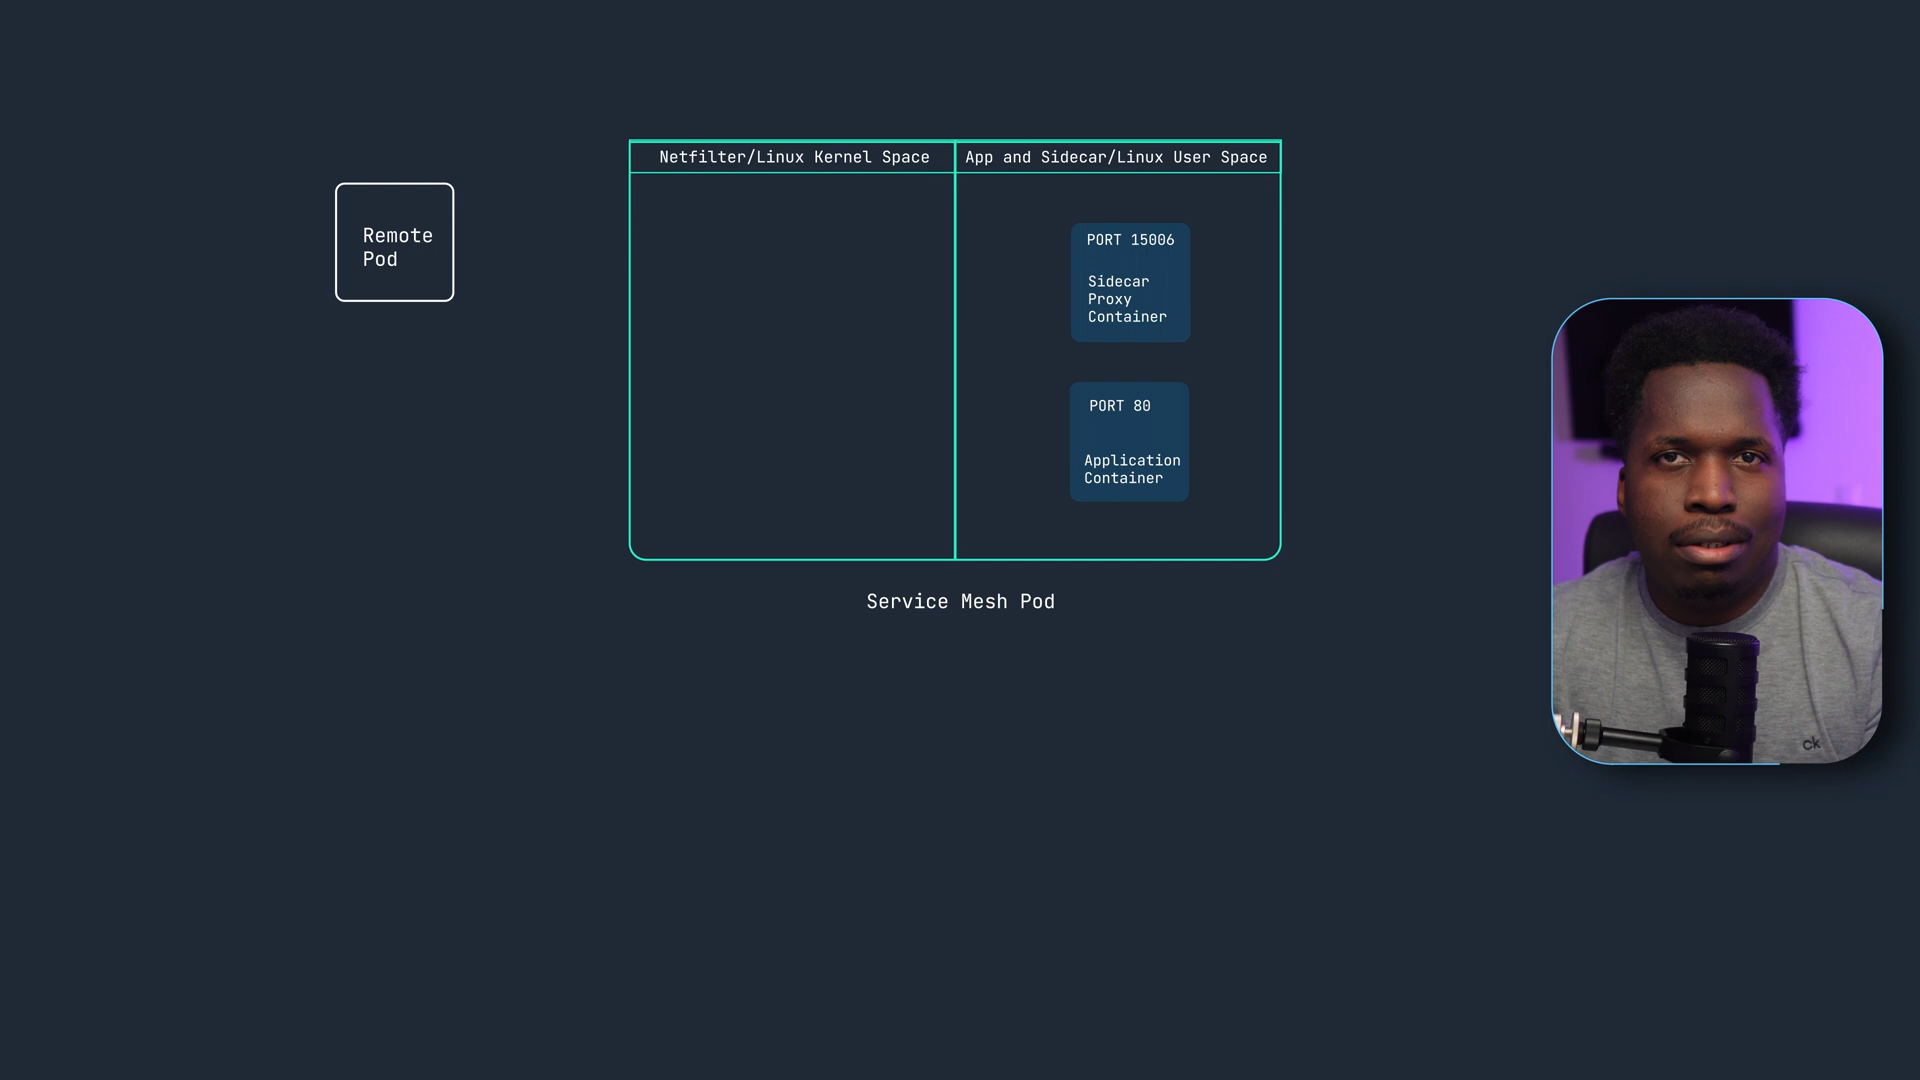 Netfilter/Linux Kernel Space
App and Sidecar/Linux User Space
Remote
Pod
PORT 15006
Sidecar
Proxy
Container
PORT 80
Application
Container
Service Mesh Pod
ck